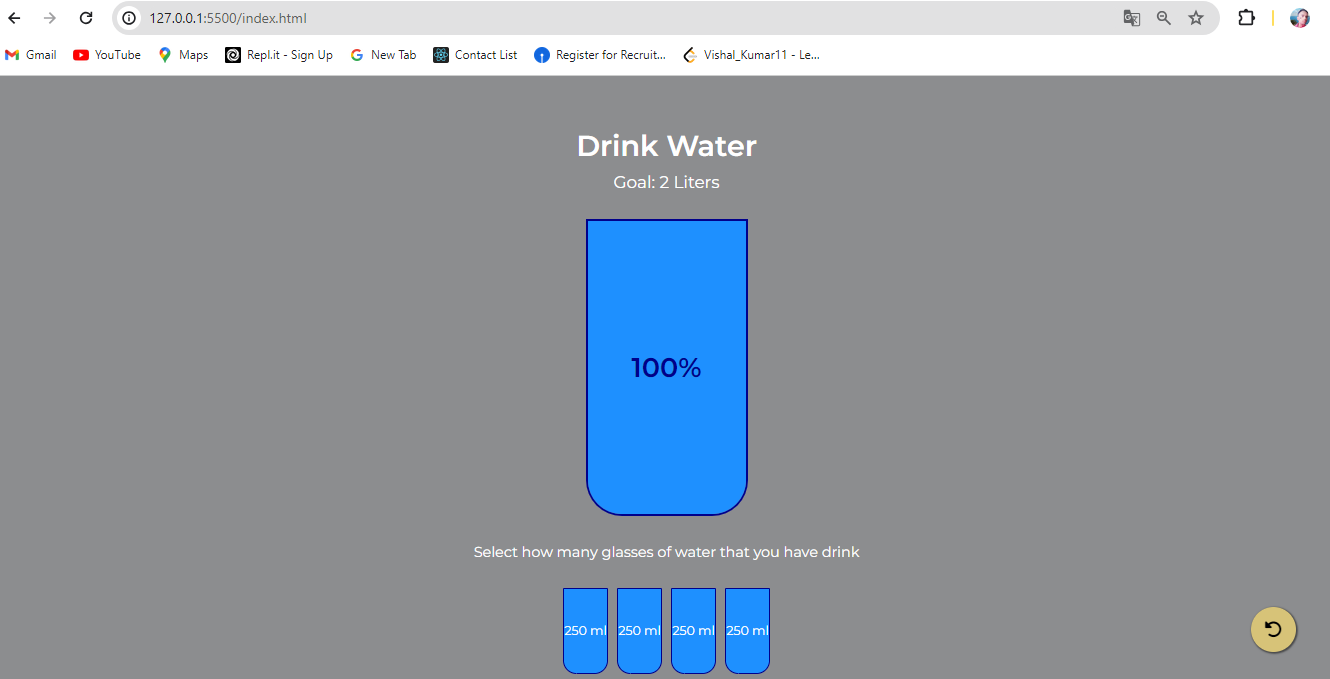 127.0.0.1:5500/index.html
Gmail YouTube Maps Repl.it - Sign Up New Tab Contact List Register for Recruit... Vishal_Kumar11 - Le...
Drink Water
Goal: 2 Liters
100%
Select how many glasses of water that you have drink
250 ml 250 ml 250 ml 250 ml